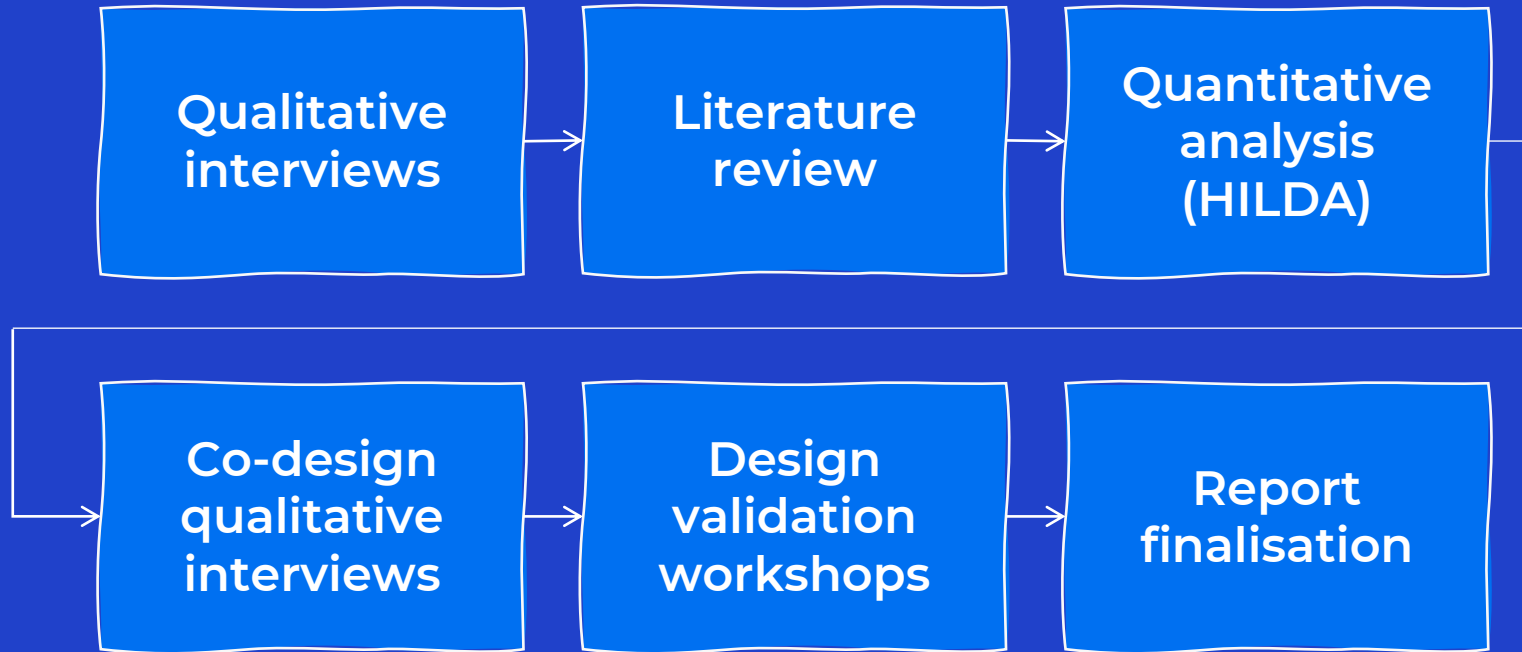 Qualitative
interviews
Literature
review
Quantitative
analysis
(HILDA)
Co-design
qualitative
interviews
Design
validation
workshops
Report
finalisation